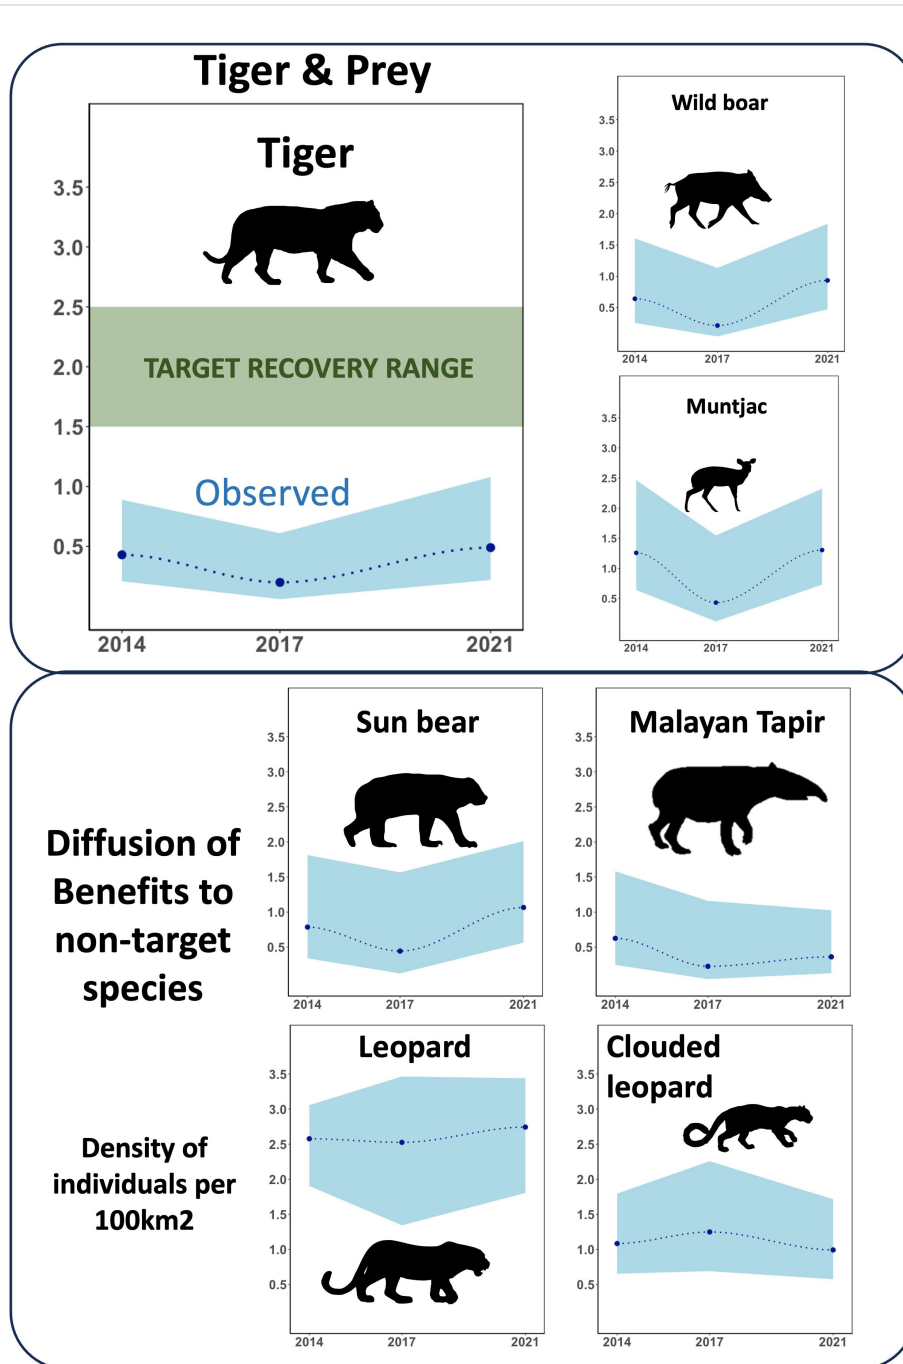 Tiger & Prey
Tiger
3.5
3.0
2.5
2.0
1.5
1.0
0.5
TARGET RECOVERY RANGE
Observed
2014 2017 2021
Wild boar
3.5
3.0
2.5
2.0
1.5
1.0
0.5
2014 2017 2021
Muntjac
3.5
3.0
2.5
2.0
1.5
1.0
0.5
2014 2017 2021
Diffusion of
Benefits to
non-target
species
Density of
individuals per
100km2
Sun bear
3.5
3.0
2.5
2.0
1.5
1.0
0.5
2014 2017 2021
Malayan Tapir
3.5
3.0
2.5
2.0
1.5
1.0
0.5
2014 2017 2021
Leopard
3.5
3.0
2.5
2.0
1.5
1.0
0.5
2014 2017 2021
Clouded
leopard
3.5
3.0
2.5
2.0
1.5
1.0
0.5
2014 2017 2021